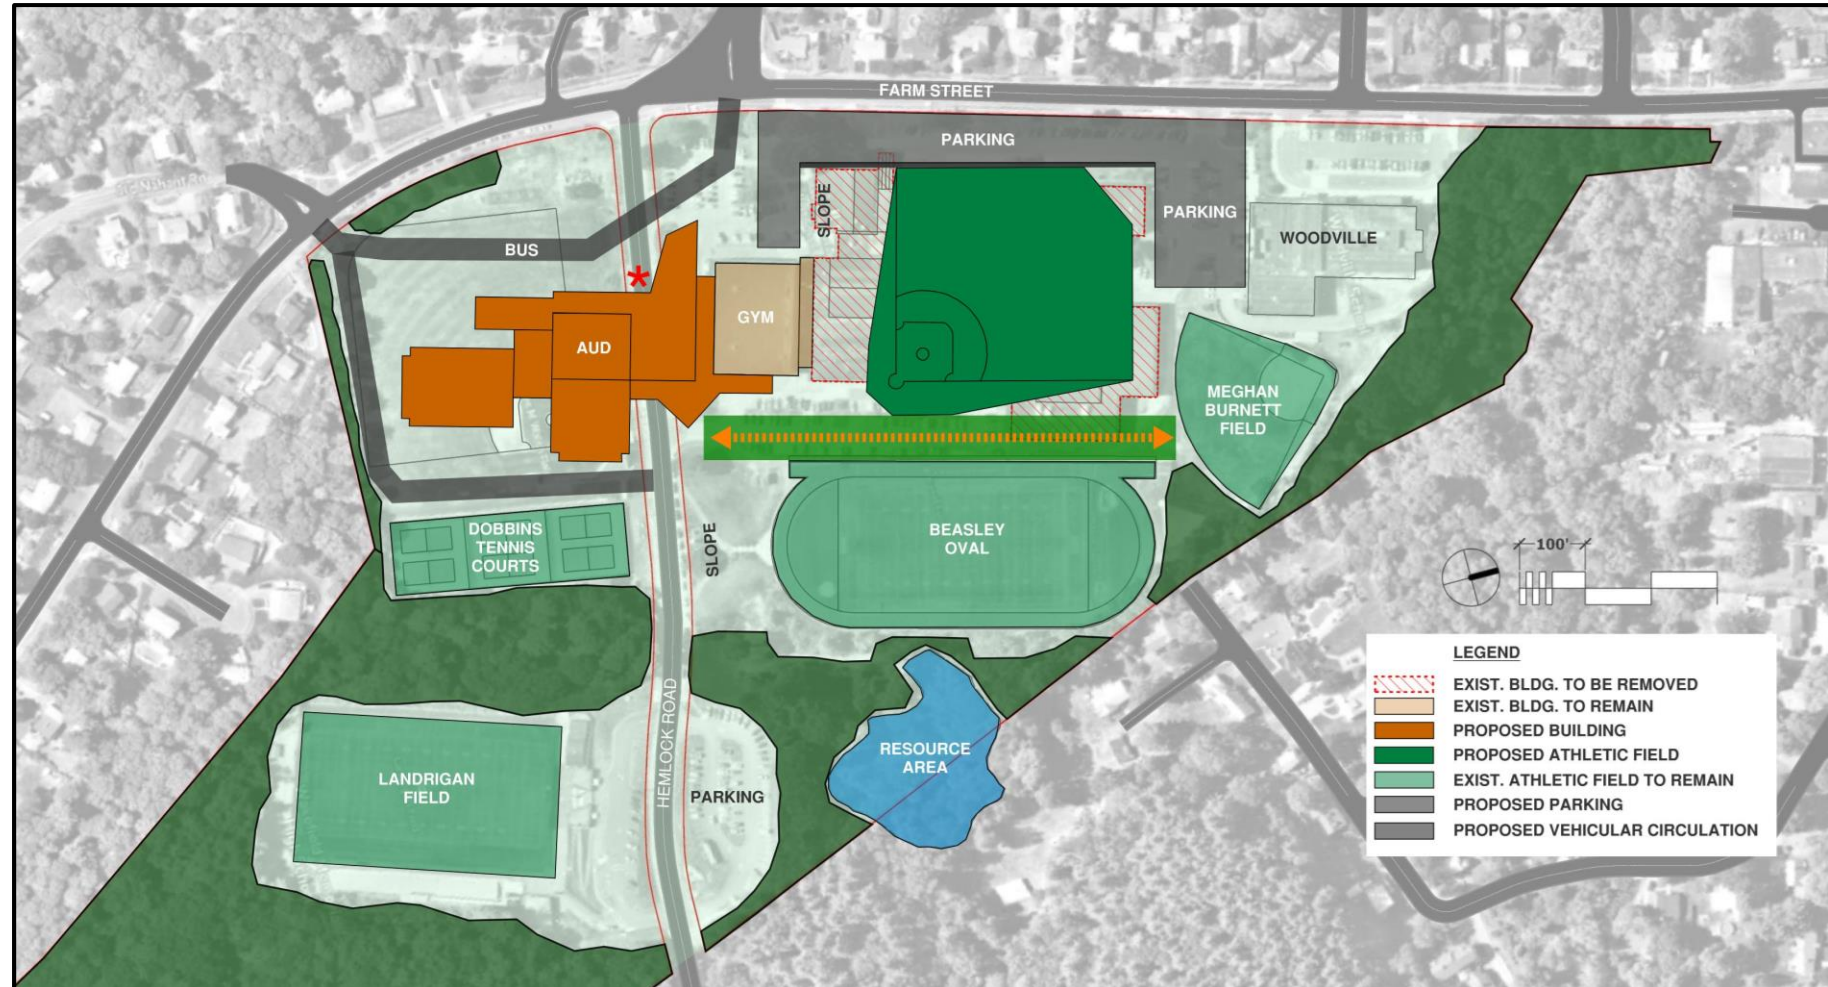 FARM STREET
PARKING
SLOPE
PARKING
WOODVILLE
BUS
*
GYM
AUD
MEGHAN
BURNETT
FIELD
DOBBINS
TENNIS
COURTS
SLOPE
BEASLEY
OVAL
100'
LEGEND
EXIST. BLDG. TO BE REMOVED
EXIST. BLDG. TO REMAIN
PROPOSED BUILDING
PROPOSED ATHLETIC FIELD
EXIST. ATHLETIC FIELD TO REMAIN
PROPOSED PARKING
PROPOSED VEHICULAR CIRCULATION
HEMLOCK ROAD
RESOURCE
AREA
LANDRIGAN
FIELD
PARKING